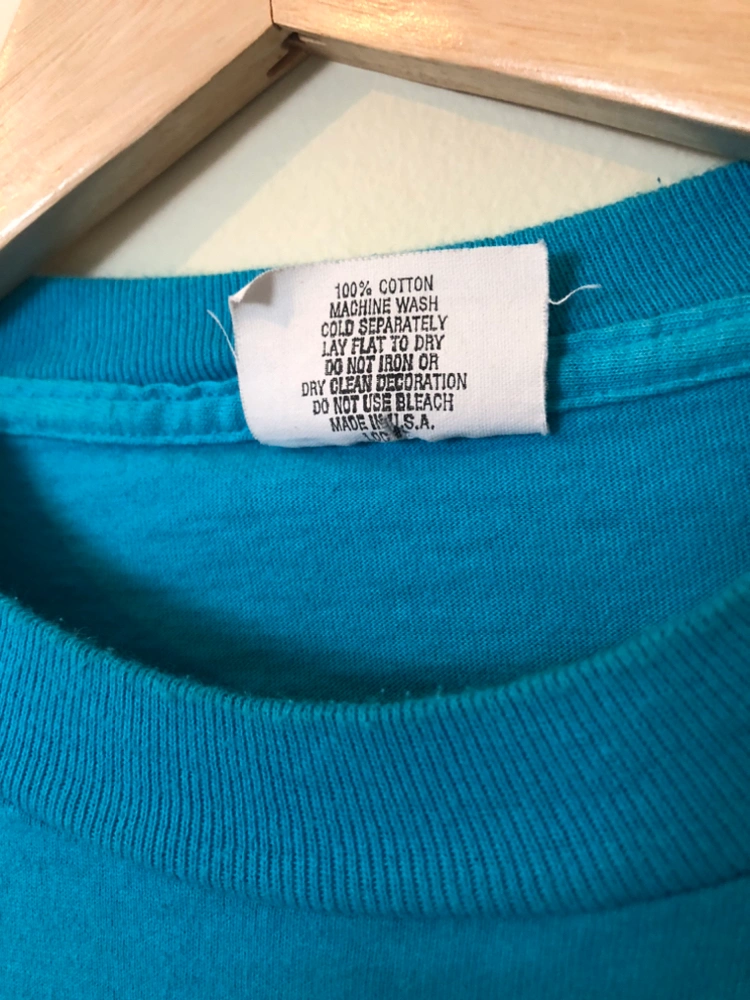 100% COTTON
MACHINE WASH
COLD SEPARATELY
LAY FLAT TO DRY
DO NOT IRON OR
DRY CLEAN DECORATION
DO NOT USE BLEACH
MADE IN U.S.A.